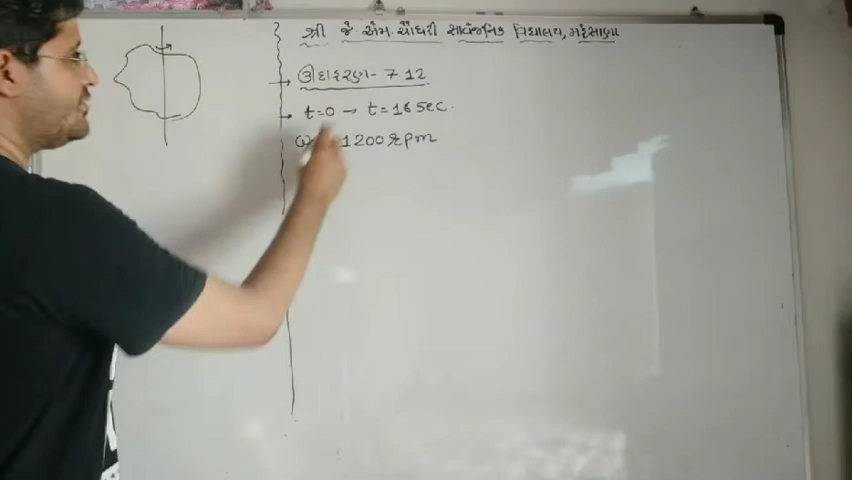 શ્રી જે. એમ. ચૌધરી સાર્વજનિક વિદ્યાલય, મહેસાણા
ઉદાહરણ- 7 12
t=0 → t=16 sec.
ω 1200 rpm